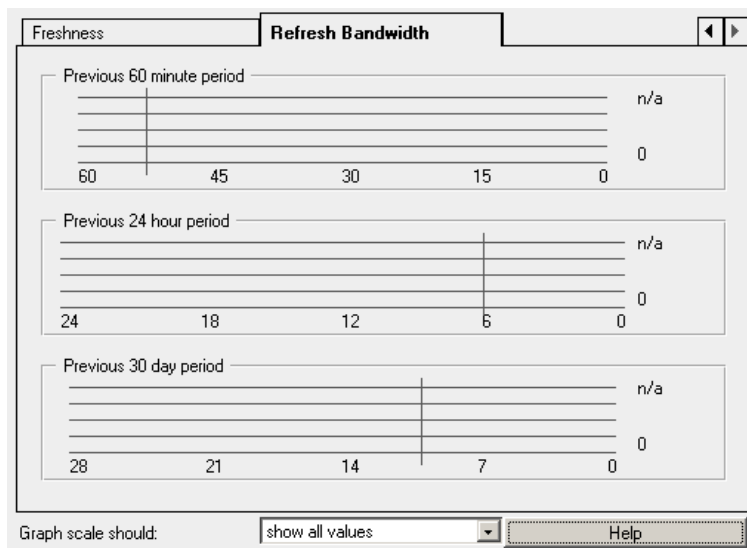 Freshness Refresh Bandwidth
Previous 60 minute period
n/a
0
60 45 30 15 0
Previous 24 hour period
n/a
0
24 18 12 6 0
Previous 30 day period
n/a
0
28 21 14 7 0
Graph scale should: show all values Help